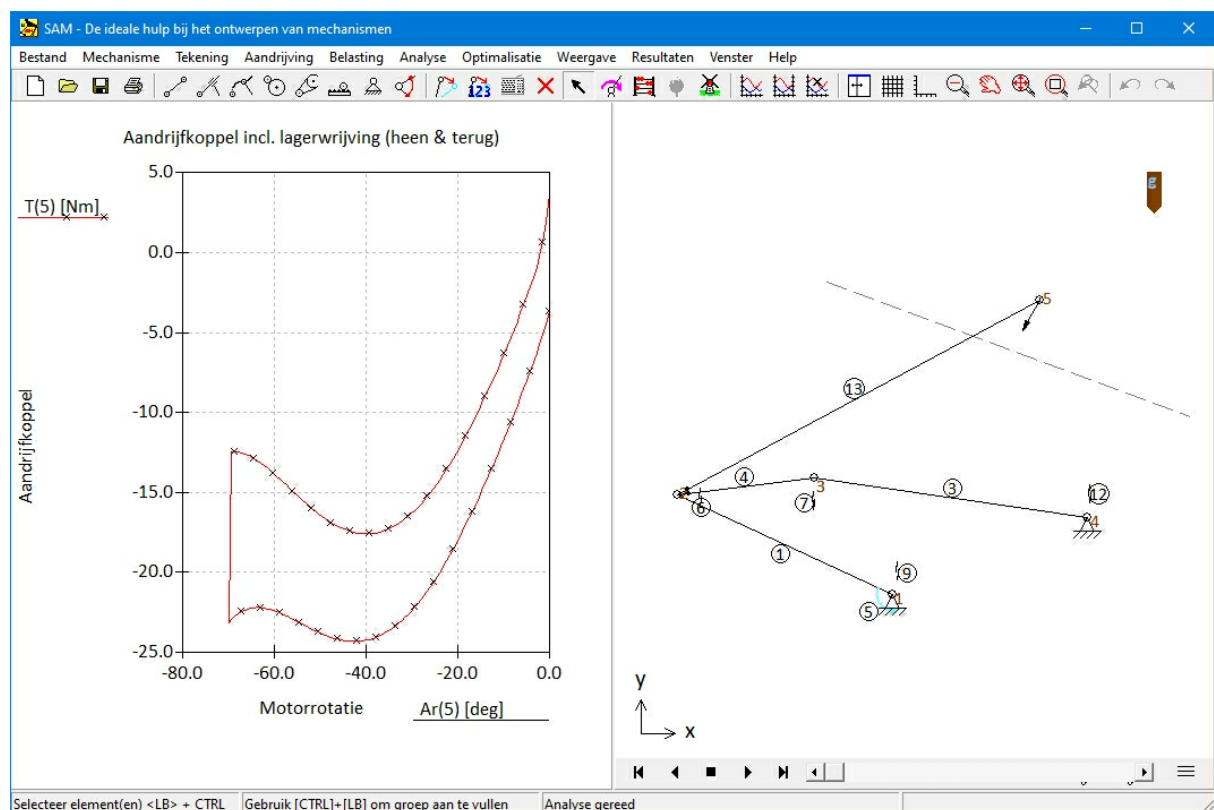 SAM - De ideale hulp bij het ontwerpen van mechanismen
Bestand Mechanisme Tekening Aandrijving Belasting Analyse Optimalisatie Weergave Resultaten Venster Help
123
Aandrijfkoppel incl. lagerwrijving (heen & terug)
T(5) [Nm]
5.0
0.0
-5.0
-10.0
-15.0
-20.0
-25.0
Aandrijfkoppel
-80.0 -60.0 -40.0 -20.0 0.0
Motorrotatie Ar(5) [deg]
g
5
13
4
3
3
12
6
7
4
1
9
1
5
y
x
Selecteer element(en) <LB> + CTRL Gebruik [CTRL]+[LB] om groep aan te vullen Analyse gereed